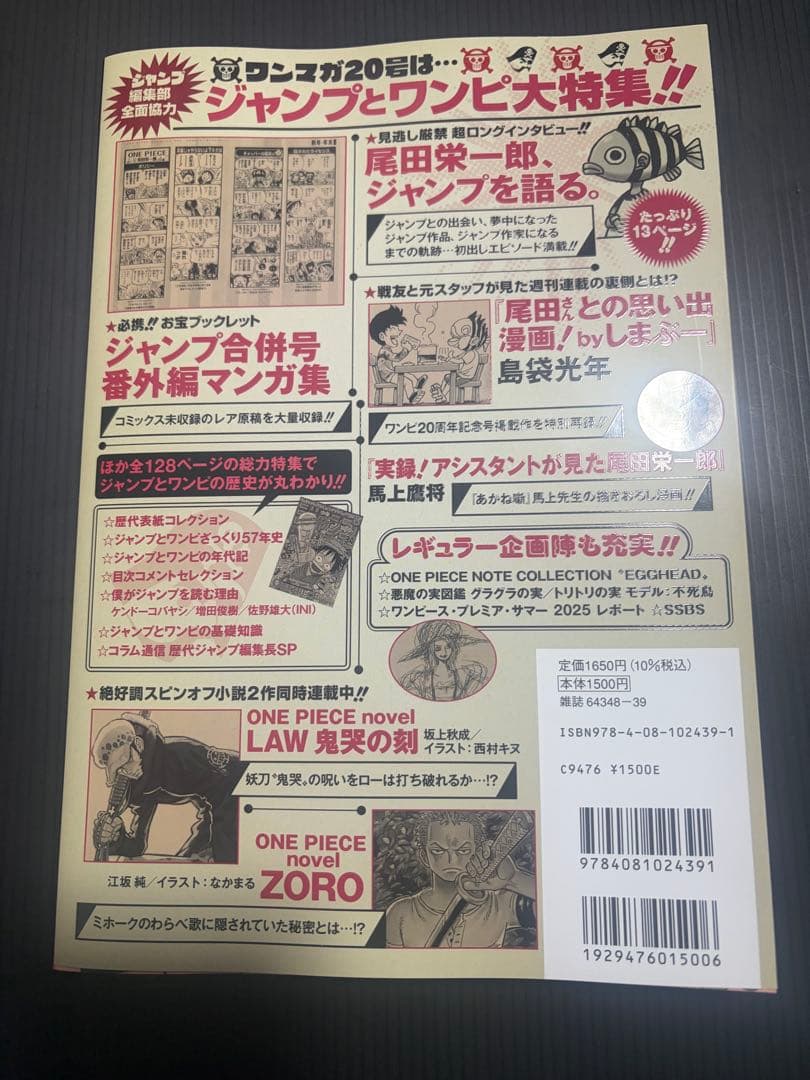 ジャンプ
編集部
全面協力
ワンマガ20号は…
ジャンプとワンピ大特集!!
★見逃し厳禁 超ロングインタビュー!!
尾田栄一郎、
ジャンプを語る。
ジャンプとの出会い、夢中になった
ジャンプ作品、ジャンプ作家になる
までの軌跡…初出しエピソード満載!!
たっぷり
13ページ
!!
ONE PIECE
★必携!! お宝ブックレット
ジャンプ合併号
番外編マンガ集
コミックス未収録のレア原稿を大量収録!!
★戦友と元スタッフが見た週刊連載の裏側とは!?
『尾田さんとの思い出
漫画!byしまぶー』
島袋光年
ワンピ20周年記念号掲載作を特別再録!!
『実録!アシスタントが見た尾田栄一郎』
馬上鷹将
『あかね噺』馬上先生の描きおろし漫画!!
ほか全128ページの総力特集で
ジャンプとワンピの歴史が丸わかり!!
☆歴代表紙コレクション
☆ジャンプとワンピざっくり57年史
☆ジャンプとワンピの年代記
☆目次コメントセレクション
☆僕がジャンプを読む理由
ケンドーコバヤシ/増田俊樹/佐野雄大(INI)
☆ジャンプとワンピの基礎知識
☆コラム通信 歴代ジャンプ編集長SP
レギュラー企画陣も充実!!
☆ONE PIECE NOTE COLLECTION "EGGHEAD"
☆悪魔の実図鑑 グラグラの実/トリトリの実 モデル:不死鳥
☆ワンピース・プレミア・サマー 2025 レポート ☆SSBS
★絶好調スピンオフ小説2作同時連載中!!
ONE PIECE novel
LAW 鬼哭の刻
坂上秋成/
イラスト:西村キヌ
妖刀"鬼哭"の呪いをローは打ち破れるか…!?
ONE PIECE
novel
ZORO
江坂 純/イラスト:なかまる
ミホークのわらべ歌に隠されていた秘密とは…!?
定価1650円(10%税込)
本体1500円
雑誌 64348-39
ISBN978-4-08-102439-1
C9476 ¥1500E
9784081024391
1929476015006